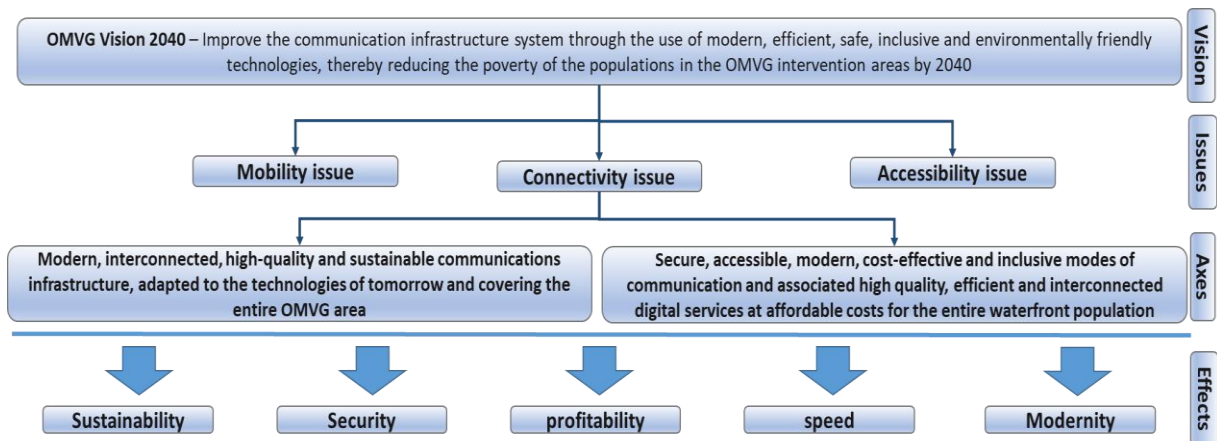 OMVG Vision 2040 – Improve the communication infrastructure system through the use of modern, efficient, safe, inclusive and environmentally friendly
technologies, thereby reducing the poverty of the populations in the OMVG intervention areas by 2040
Vision
Mobility issue
Connectivity issue
Accessibility issue
Issues
Modern, interconnected, high-quality and sustainable communications
infrastructure, adapted to the technologies of tomorrow and covering the
entire OMVG area
Secure, accessible, modern, cost-effective and inclusive modes of
communication and associated high quality, efficient and interconnected
digital services at affordable costs for the entire waterfront population
Axes
Sustainability
Security
profitability
speed
Modernity
Effects